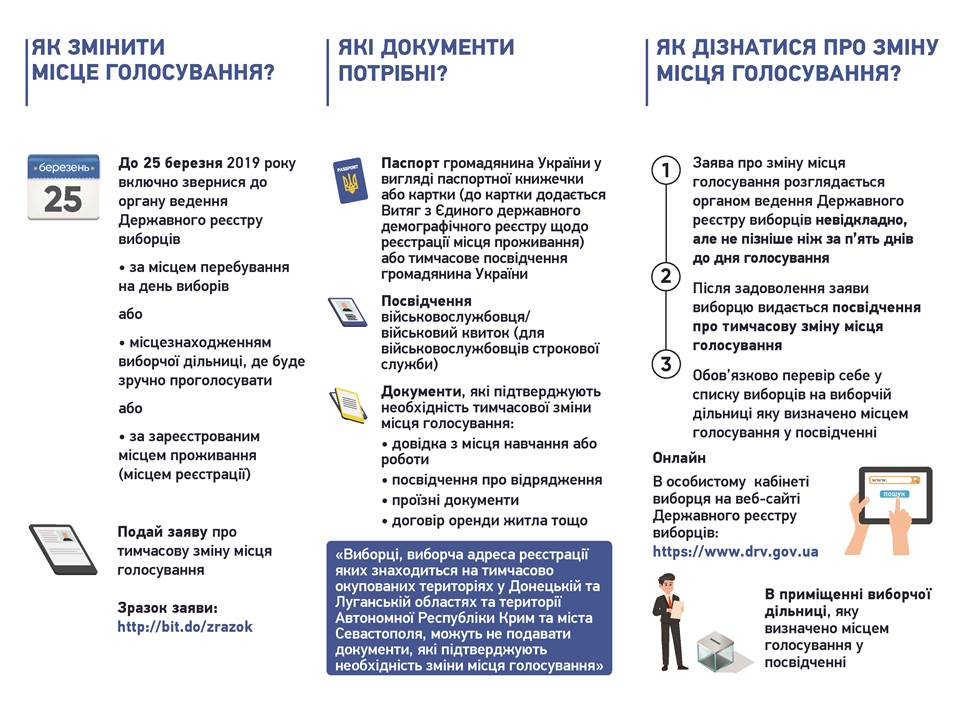 ЯК ЗМІНИТИ
МІСЦЕ ГОЛОСУВАННЯ?
березень
25
До 25 березня 2019 року
включно звернися до
органу ведення
Державного реєстру
виборців
• за місцем перебування
на день виборів
або
• місцезнаходженням
виборчої дільниці, де буде
зручно проголосувати
або
• за зареєстрованим
місцем проживання
(місцем реєстрації)
Подай заяву про
тимчасову зміну місця
голосування
Зразок заяви:
http://bit.do/zrazok
ЯКІ ДОКУМЕНТИ
ПОТРІБНІ?
PASSPORT
Паспорт громадянина України у
вигляді паспортної книжечки
або картки (до картки додається
Витяг з Єдиного державного
демографічного реєстру щодо
реєстрації місця проживання)
або тимчасове посвідчення
громадянина України
Посвідчення
військовослужбовця/
військовий квиток (для
військовослужбовців строкової
служби)
Документи, які підтверджують
необхідність тимчасової зміни
місця голосування:
• довідка з місця навчання або
роботи
• посвідчення про відрядження
• проїзні документи
• договір оренди житла тощо
«Виборці, виборча адреса реєстрації
яких знаходиться на тимчасово
окупованих територіях у Донецькій та
Луганській областях та території
Автономної Республіки Крим та міста
Севастополя, можуть не подавати
документи, які підтверджують
необхідність зміни місця голосування»
ЯК ДІЗНАТИСЯ ПРО ЗМІНУ
МІСЦЯ ГОЛОСУВАННЯ?
1
Заява про зміну місця
голосування розглядається
органом ведення Державного
реєстру виборців невідкладно,
але не пізніше ніж за п’ять днів
до дня голосування
2
Після задоволення заяви
виборцю видається посвідчення
про тимчасову зміну місця
голосування
3
Обов’язково перевір себе у
списку виборців на виборчій
дільниці яку визначено місцем
голосування у посвідченні
Онлайн
В особистому кабінеті
виборця на веб-сайті
Державного реєстру
виборців:
https://www.drv.gov.ua
www.
ПОШУК
В приміщенні виборчої
дільниці, яку
визначено місцем
голосування у
посвідченні